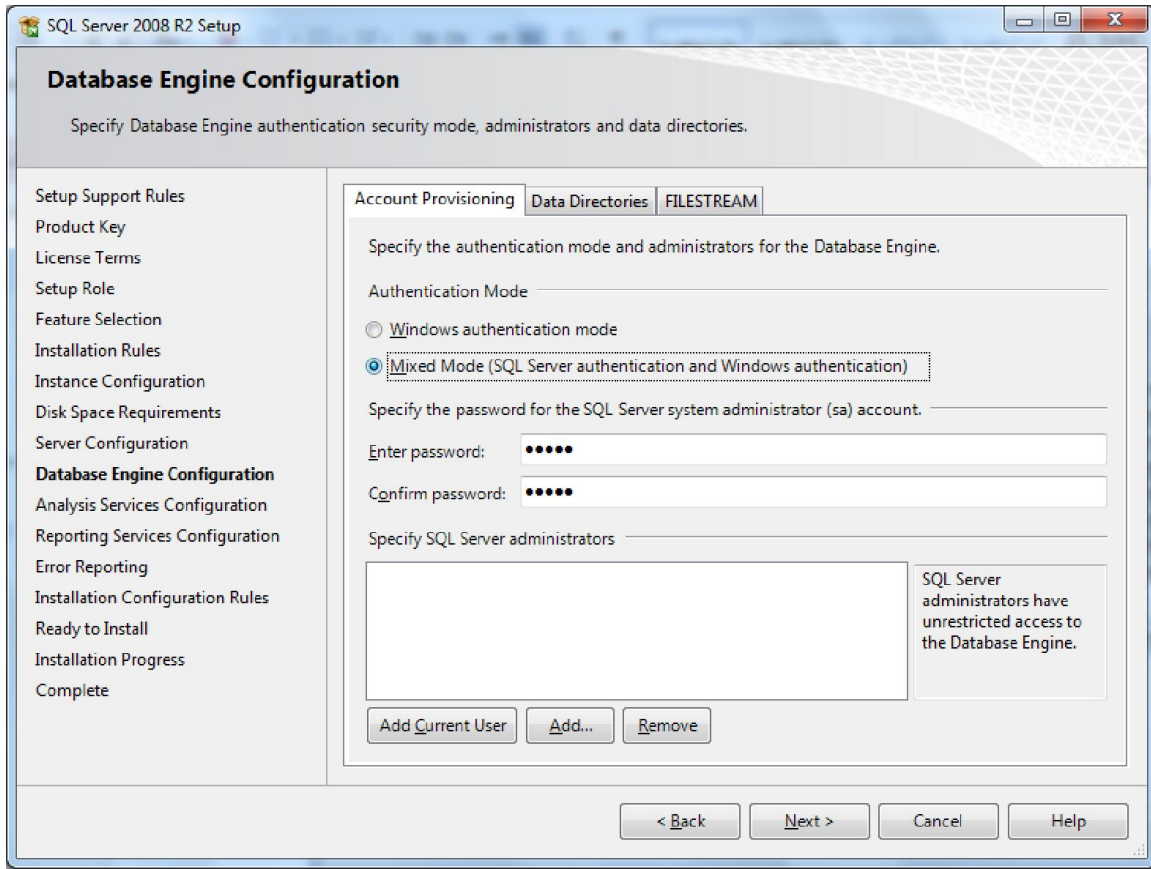 SQL Server 2008 R2 Setup
Database Engine Configuration
Specify Database Engine authentication security mode, administrators and data directories.
Setup Support Rules
Product Key
License Terms
Setup Role
Feature Selection
Installation Rules
Instance Configuration
Disk Space Requirements
Server Configuration
Database Engine Configuration
Analysis Services Configuration
Reporting Services Configuration
Error Reporting
Installation Configuration Rules
Ready to Install
Installation Progress
Complete
Account Provisioning Data Directories FILESTREAM
Specify the authentication mode and administrators for the Database Engine.
Authentication Mode
Windows authentication mode
Mixed Mode (SQL Server authentication and Windows authentication)
Specify the password for the SQL Server system administrator (sa) account.
Enter password: •••••
Confirm password: •••••
Specify SQL Server administrators
SQL Server
administrators have
unrestricted access to
the Database Engine.
Add Current User Add... Remove
< Back Next > Cancel Help